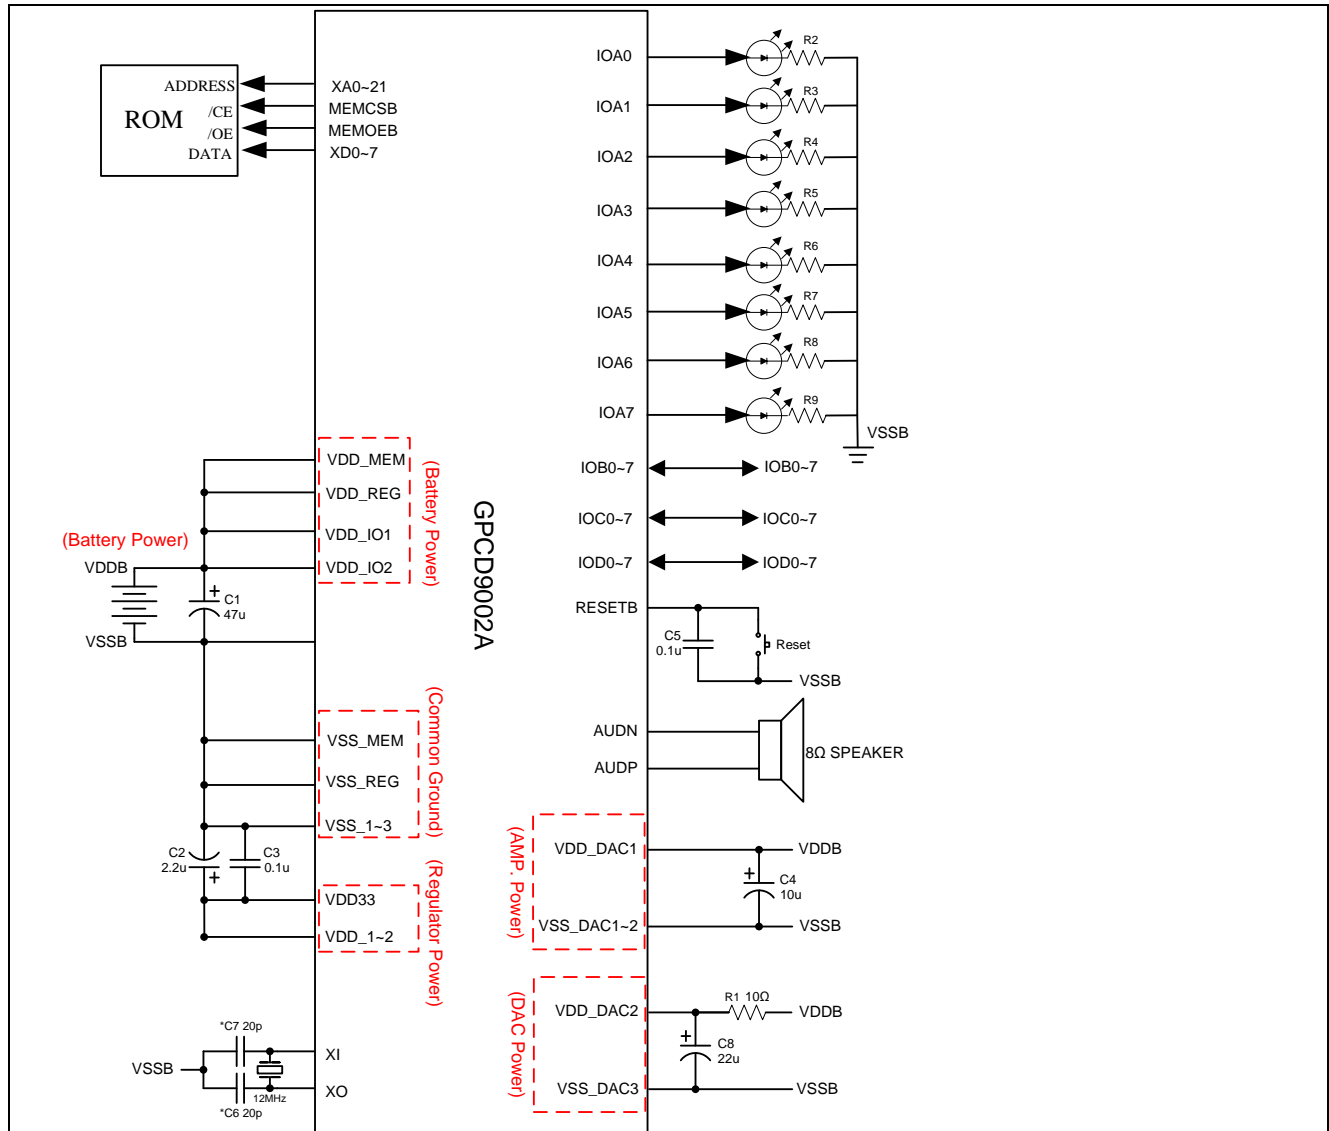 ADDRESS
/CE
ROM
/OE
DATA
XA0~21
MEMCSB
MEMOEB
XD0~7
IOA0
R2
IOA1
R3
IOA2
R4
IOA3
R5
IOA4
R6
IOA5
R7
IOA6
R8
IOA7
R9
VSSB
IOB0~7
IOB0~7
IOC0~7
IOC0~7
IOD0~7
IOD0~7
VDD_MEM
VDD_REG
VDD_IO1
VDD_IO2
(Battery Power)
(Battery Power)
VDDB
+
C1
47u
VSSB
GPCD9002A
RESETB
C5
0.1u
Reset
VSSB
VSS_MEM
VSS_REG
VSS_1~3
(Common Ground)
AUDN
AUDP
8Ω SPEAKER
C2
2.2u
+
C3
0.1u
VDD33
VDD_1~2
(Regulator Power)
(AMP. Power)
VDD_DAC1
VDDB
+
C4
10u
VSS_DAC1~2
VSSB
(DAC Power)
VDD_DAC2
R1 10Ω
VDDB
+
C8
22u
VSS_DAC3
VSSB
*C7 20p
XI
VSSB
12MHz
XO
*C6 20p